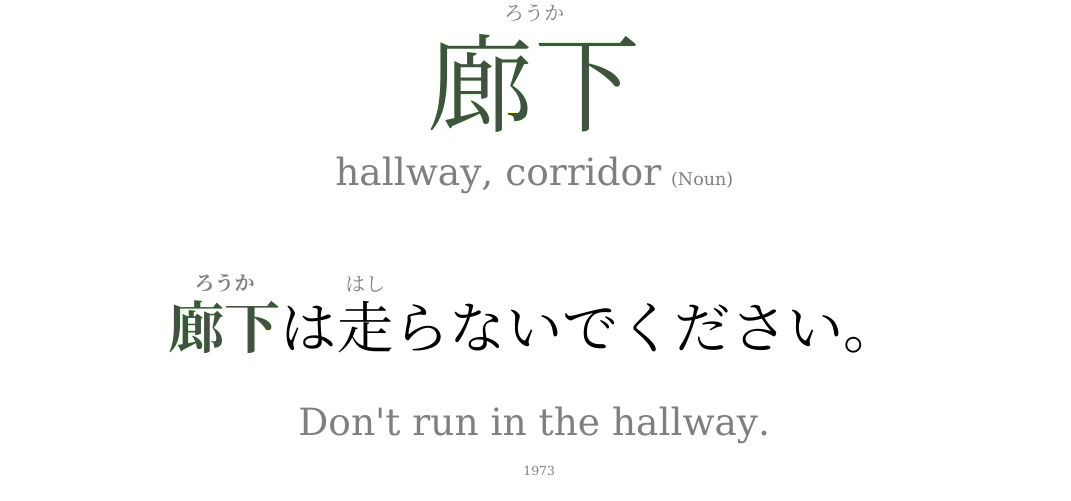 ろうか
廊下
hallway, corridor (Noun)
ろうか はし
廊下は走らないでください。
Don't run in the hallway.
1973